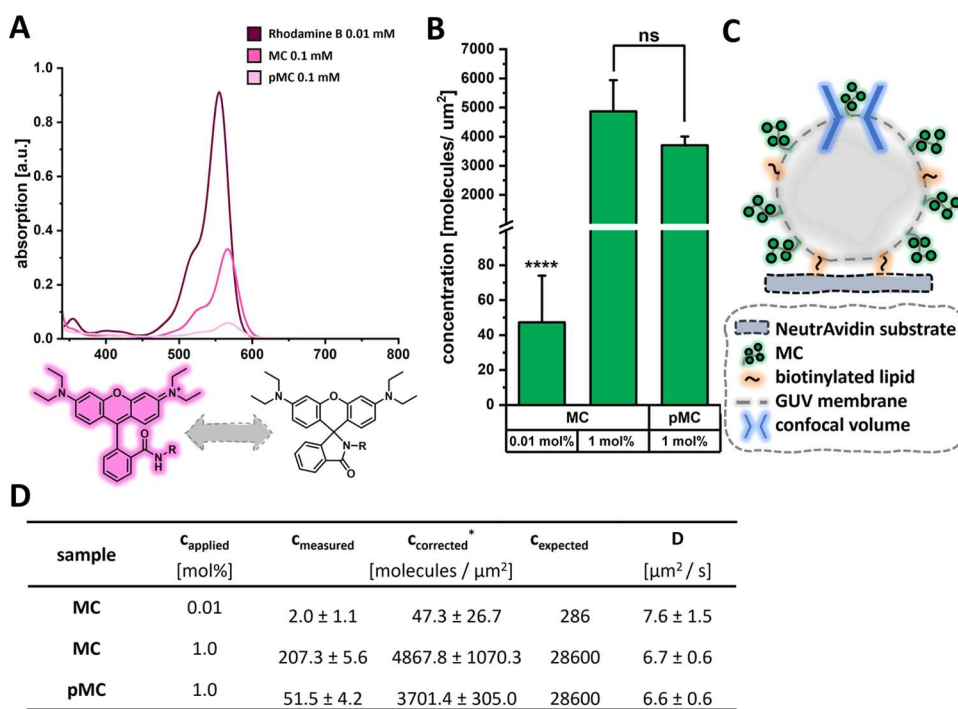 A
Rhodamine B 0.01 mM
MC 0.1 mM
pMC 0.1 mM
absorption [a.u.]
1.0
0.8
0.6
0.4
0.2
0.0
400 500 600 700 800
N O N+
O
N R
H
N O N
N-R
O
B
ns
concentration [molecules/ um²]
7000
6000
5000
4000
3000
2000
1000
80
60
40
20
0
****
MC pMC
0.01 mol% 1 mol% 1 mol%
C
NeutrAvidin substrate
MC
biotinylated lipid
GUV membrane
confocal volume
D
sample c applied c measured c corrected* c expected D
[mol%] [molecules / μm²] [μm² / s]
MC 0.01 2.0 ± 1.1 47.3 ± 26.7 286 7.6 ± 1.5
MC 1.0 207.3 ± 5.6 4867.8 ± 1070.3 28600 6.7 ± 0.6
pMC 1.0 51.5 ± 4.2 3701.4 ± 305.0 28600 6.6 ± 0.6